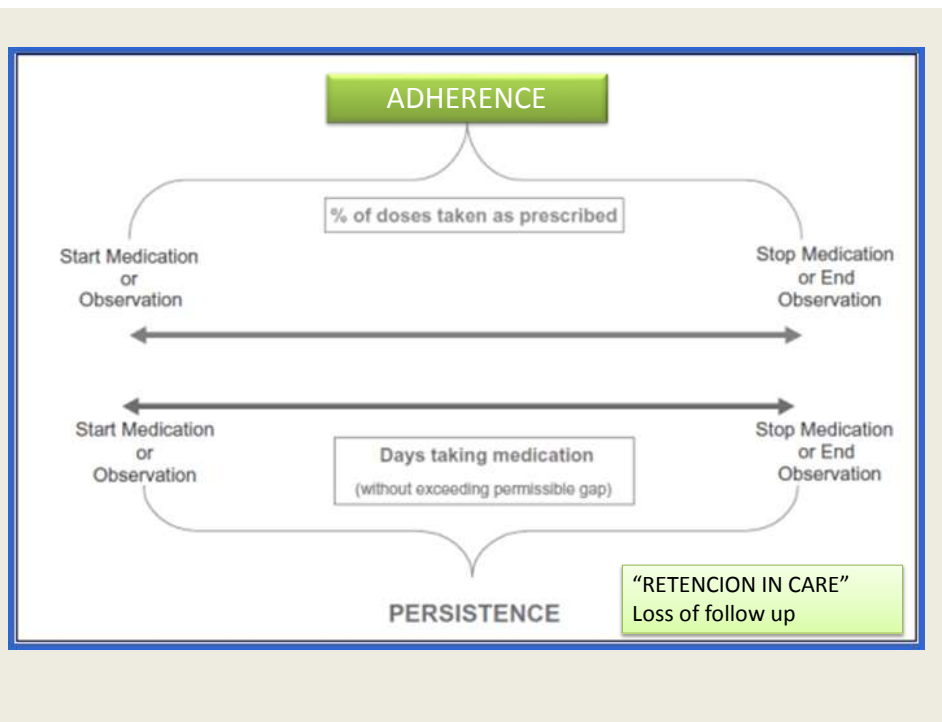 ADHERENCE
% of doses taken as prescribed
Start Medication
or
Observation
Stop Medication
or End
Observation
Start Medication
or
Observation
Days taking medication
(without exceeding permissible gap)
Stop Medication
or End
Observation
PERSISTENCE
“RETENCION IN CARE”
Loss of follow up